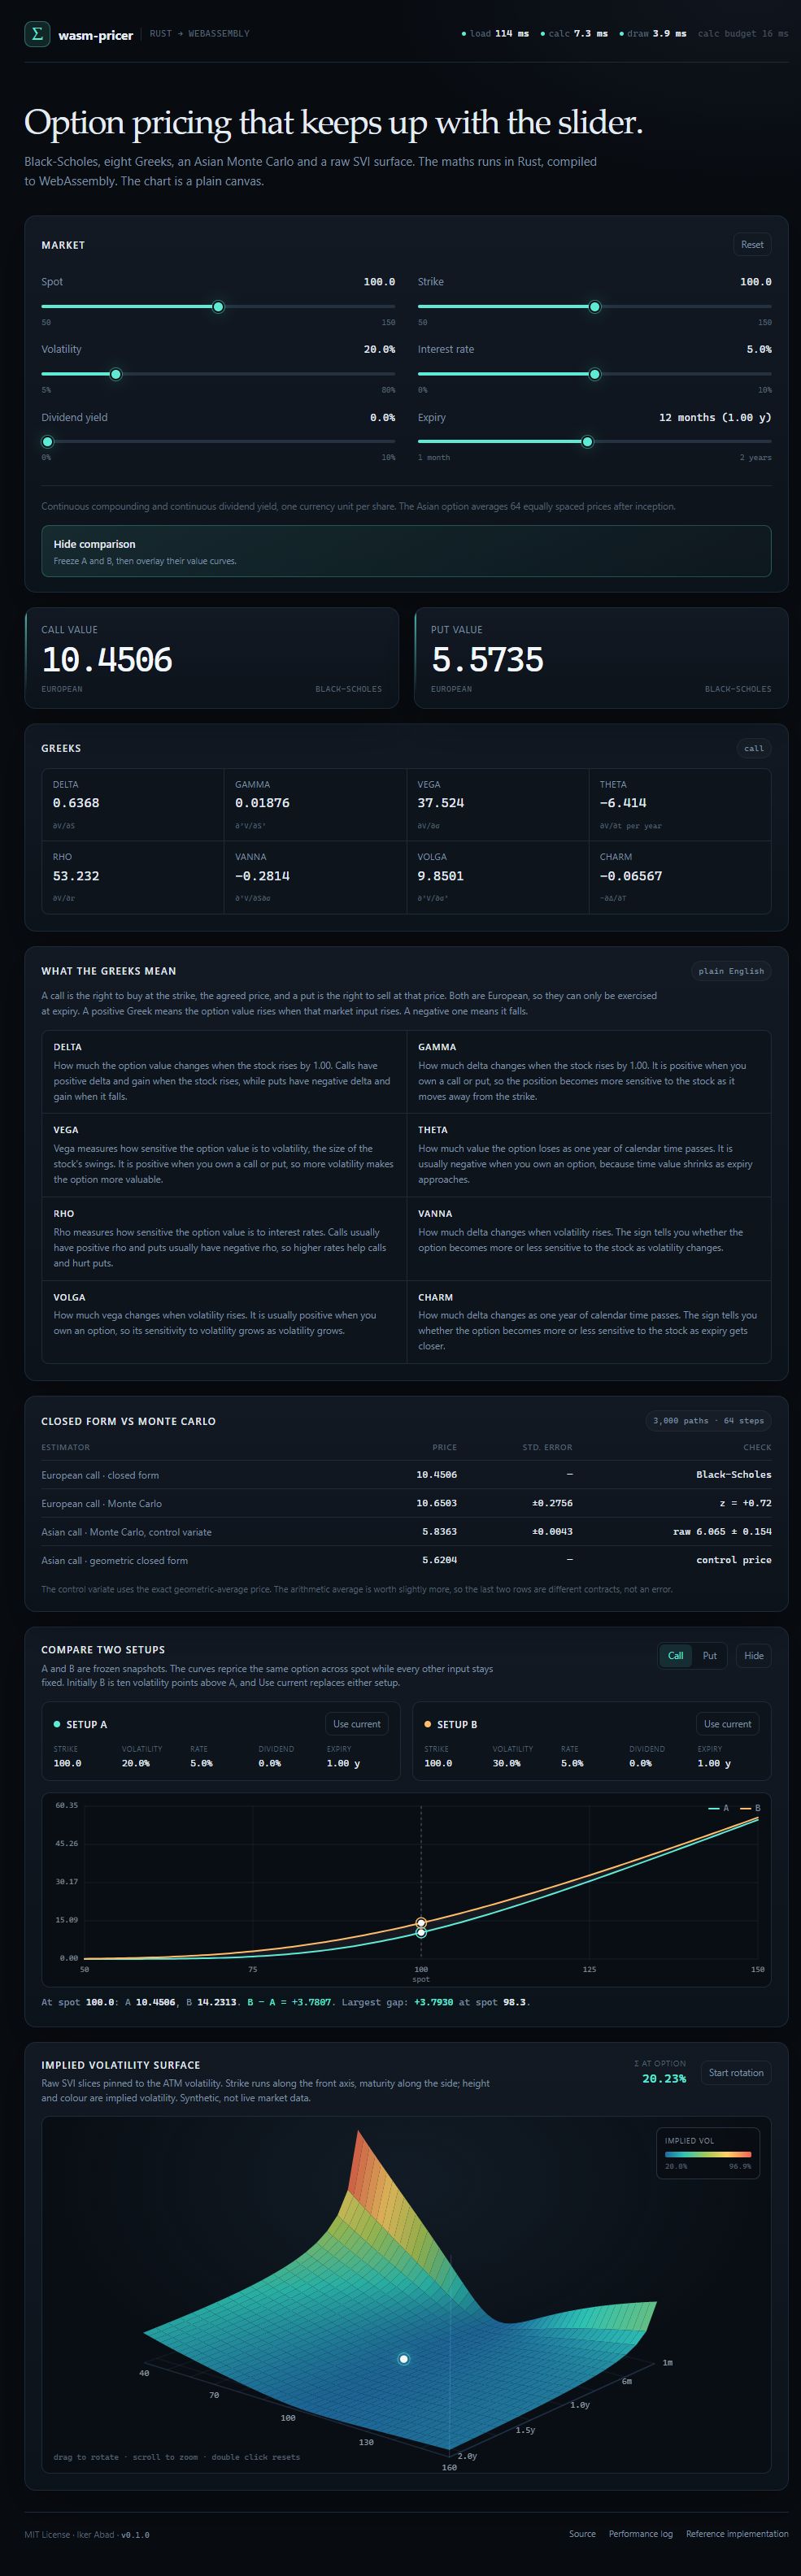 Σ wasm-pricer RUST → WEBASSEMBLY load 114 ms calc 7.3 ms draw 3.9 ms calc budget 16 ms
Option pricing that keeps up with the slider.
Black-Scholes, eight Greeks, an Asian Monte Carlo and a raw SVI surface. The maths runs in Rust, compiled
to WebAssembly. The chart is a plain canvas.
MARKET Reset
Spot 100.0 Strike 100.0
50 150 50 150
Volatility 20.0% Interest rate 5.0%
5% 80% 0% 10%
Dividend yield 0.0% Expiry 12 months (1.00 y)
0% 10% 1 month 2 years
Continuous compounding and continuous dividend yield, one currency unit per share. The Asian option averages 64 equally spaced prices after inception.
Hide comparison
Freeze A and B, then overlay their value curves.
CALL VALUE PUT VALUE
10.4506 5.5735
EUROPEAN BLACK-SCHOLES EUROPEAN BLACK-SCHOLES
GREEKS call
DELTA GAMMA VEGA THETA
0.6368 0.01876 37.524 −6.414
∂V/∂S ∂²V/∂S² ∂V/∂σ ∂V/∂t per year
RHO VANNA VOLGA CHARM
53.232 −0.2814 9.8501 −0.06567
∂V/∂r ∂²V/∂S∂σ ∂²V/∂σ² −∂Δ/∂T
WHAT THE GREEKS MEAN plain English
A call is the right to buy at the strike, the agreed price, and a put is the right to sell at that price. Both are European, so they can only be exercised
at expiry. A positive Greek means the option value rises when that market input rises. A negative one means it falls.
DELTA
How much the option value changes when the stock rises by 1.00. Calls have
positive delta and gain when the stock rises, while puts have negative delta and
gain when it falls.
GAMMA
How much delta changes when the stock rises by 1.00. It is positive when you
own a call or put, so the position becomes more sensitive to the stock as it
moves away from the strike.
VEGA
Vega measures how sensitive the option value is to volatility, the size of the
stock's swings. It is positive when you own a call or put, so more volatility makes
the option more valuable.
THETA
How much value the option loses as one year of calendar time passes. It is
usually negative when you own an option, because time value shrinks as expiry
approaches.
RHO
Rho measures how sensitive the option value is to interest rates. Calls usually
have positive rho and puts usually have negative rho, so higher rates help calls
and hurt puts.
VANNA
How much delta changes when volatility rises. The sign tells you whether the
option becomes more or less sensitive to the stock as volatility changes.
VOLGA
How much vega changes when volatility rises. It is usually positive when you
own an option, so its sensitivity to volatility grows as volatility grows.
CHARM
How much delta changes as one year of calendar time passes. The sign tells you
whether the option becomes more or less sensitive to the stock as expiry gets
closer.
CLOSED FORM VS MONTE CARLO 3,000 paths · 64 steps
ESTIMATOR PRICE STD. ERROR CHECK
European call · closed form 10.4506 — Black-Scholes
European call · Monte Carlo 10.6503 ±0.2756 z = +0.72
Asian call · Monte Carlo, control variate 5.8363 ±0.0043 raw 6.065 ± 0.154
Asian call · geometric closed form 5.6204 — control price
The control variate uses the exact geometric-average price. The arithmetic average is worth slightly more, so the last two rows are different contracts, not an error.
COMPARE TWO SETUPS Call Put Hide
A and B are frozen snapshots. The curves reprice the same option across spot while every other input stays
fixed. Initially B is ten volatility points above A, and Use current replaces either setup.
SETUP A Use current SETUP B Use current
STRIKE VOLATILITY RATE DIVIDEND EXPIRY STRIKE VOLATILITY RATE DIVIDEND EXPIRY
100.0 20.0% 5.0% 0.0% 1.00 y 100.0 30.0% 5.0% 0.0% 1.00 y
60.35 A B
45.26
30.17
15.09
0.00
50 75 100 125 150
spot
At spot 100.0: A 10.4506, B 14.2313. B − A = +3.7807. Largest gap: +3.7930 at spot 98.3.
IMPLIED VOLATILITY SURFACE Σ AT OPTION Start rotation
20.23%
Raw SVI slices pinned to the ATM volatility. Strike runs along the front axis, maturity along the side; height
and colour are implied volatility. Synthetic, not live market data.
IMPLIED VOL
20.0% 96.9%
1m
40 6m
70 1.0y
100 1.5y
130 2.0y
160
drag to rotate · scroll to zoom · double click resets
MIT License · Iker Abad · v0.1.0 Source Performance log Reference implementation